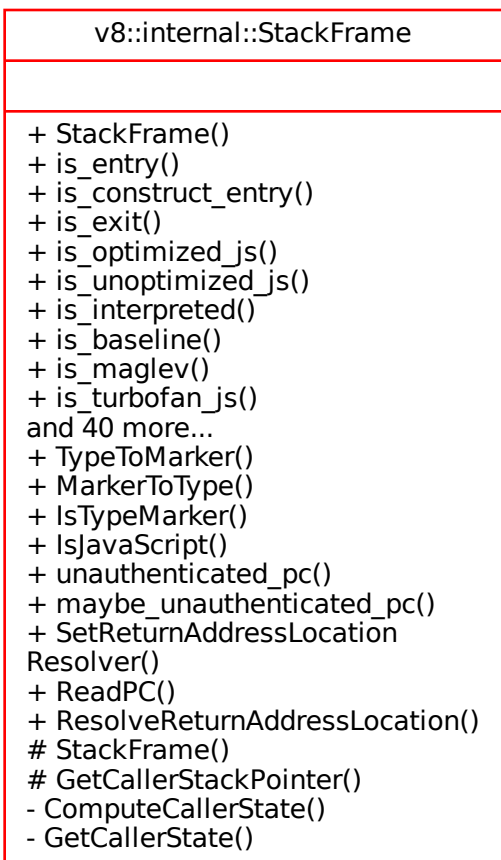 v8::internal::StackFrame
+ StackFrame()
+ is_entry()
+ is_construct_entry()
+ is_exit()
+ is_optimized_js()
+ is_unoptimized_js()
+ is_interpreted()
+ is_baseline()
+ is_maglev()
+ is_turbofan_js()
and 40 more...
+ TypeToMarker()
+ MarkerToType()
+ IsTypeMarker()
+ IsJavaScript()
+ unauthenticated_pc()
+ maybe_unauthenticated_pc()
+ SetReturnAddressLocation
Resolver()
+ ReadPC()
+ ResolveReturnAddressLocation()
# StackFrame()
# GetCallerStackPointer()
- ComputeCallerState()
- GetCallerState()